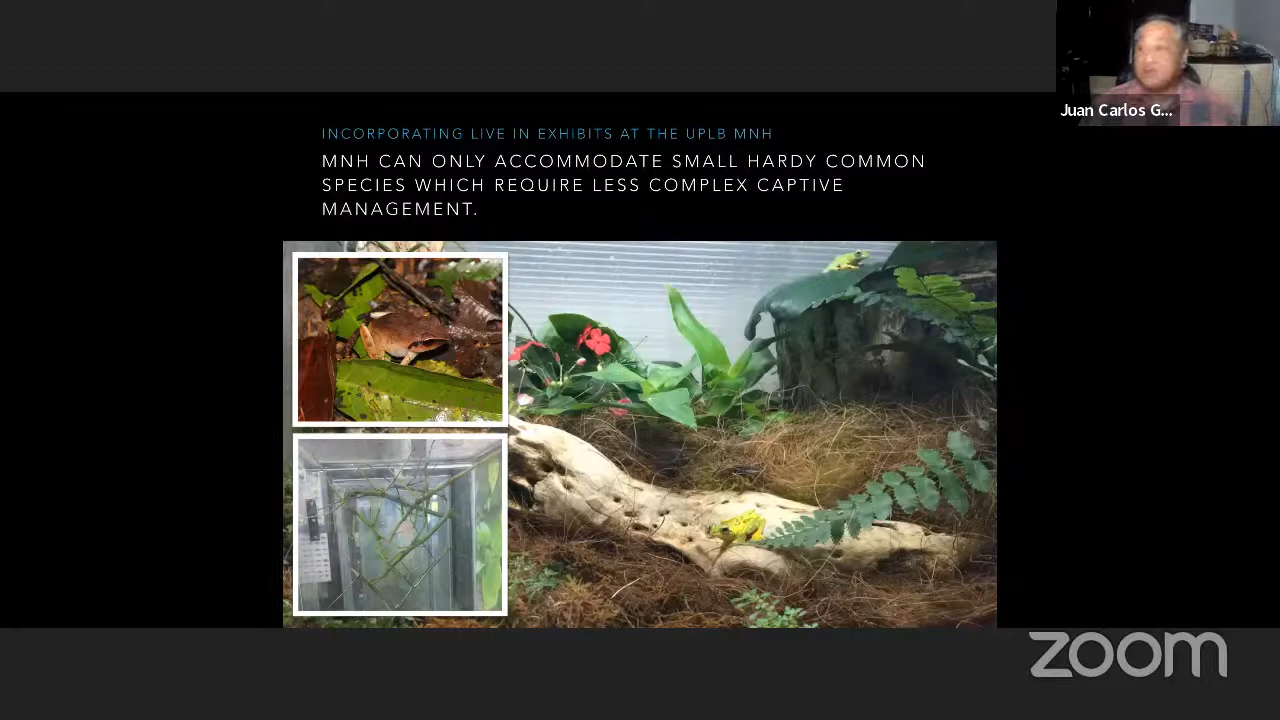 Juan Carlos G...
INCORPORATING LIVE IN EXHIBITS AT THE UPLB MNH
MNH CAN ONLY ACCOMMODATE SMALL HARDY COMMON
SPECIES WHICH REQUIRE LESS COMPLEX CAPTIVE
MANAGEMENT.
zoom